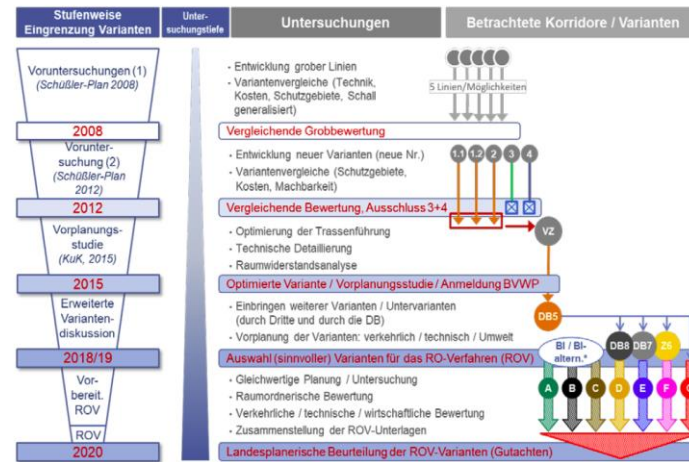 Stufenweise
Eingrenzung Varianten
Unter-
suchungstiefe
Untersuchungen
Betrachtete Korridore / Varianten
Voruntersuchungen (1)
(Schüßler-Plan 2008)
- Entwicklung grober Linien
- Variantenvergleiche (Technik,
Kosten, Schutzgebiete, Schall
generalisiert)
5 Linien/Möglichkeiten
2008
Vergleichende Grobbewertung
Vorunter-
suchung (2)
(Schüßler-Plan
2012)
- Entwicklung neuer Varianten (neue Nr.)
- Variantenvergleiche (Schutzgebiete,
Kosten, Machbarkeit)
1.1
1.2
2
3
4
2012
Vergleichende Bewertung, Ausschluss 3+4
Vorplanungs-
studie
(KuK, 2015)
- Optimierung der Trassenführung
- Technische Detaillierung
- Raumwiderstandsanalyse
VZ
2015
Optimierte Variante / Vorplanungsstudie / Anmeldung BVWP
Erweiterte
Varianten-
diskussion
- Einbringen weiterer Varianten / Untervarianten
(durch Dritte und durch die DB)
- Vorplanung der Varianten: verkehrlich / technisch / Umwelt
DB5
BI / BI-
altern.*
DB8
DB7
Z6
2018/19
Auswahl (sinnvoller) Varianten für das RO-Verfahren (ROV)
Vor-
bereit.
ROV
- Gleichwertige Planung / Untersuchung
- Raumordnerische Bewertung
- Verkehrliche / technische / wirtschaftliche Bewertung
- Zusammenstellung der ROV-Unterlagen
A
B
C
D
E
F
ROV
2020
Landesplanerische Beurteilung der ROV-Varianten (Gutachten)